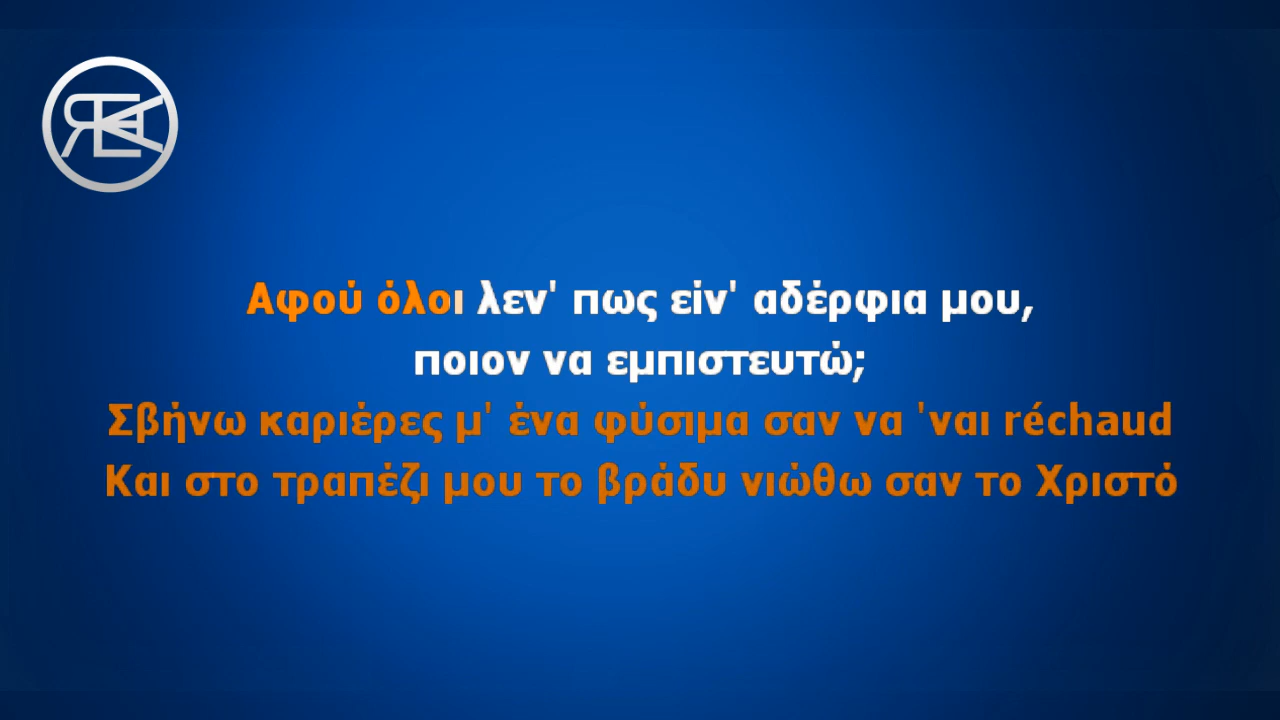 Αφού όλοι λεν' πως είν' αδέρφια μου,
ποιον να εμπιστευτώ;
Σβήνω καριέρες μ' ένα φύσιμα σαν να 'ναι réchaud
Και στο τραπέζι μου το βράδυ νιώθω σαν το Χριστό